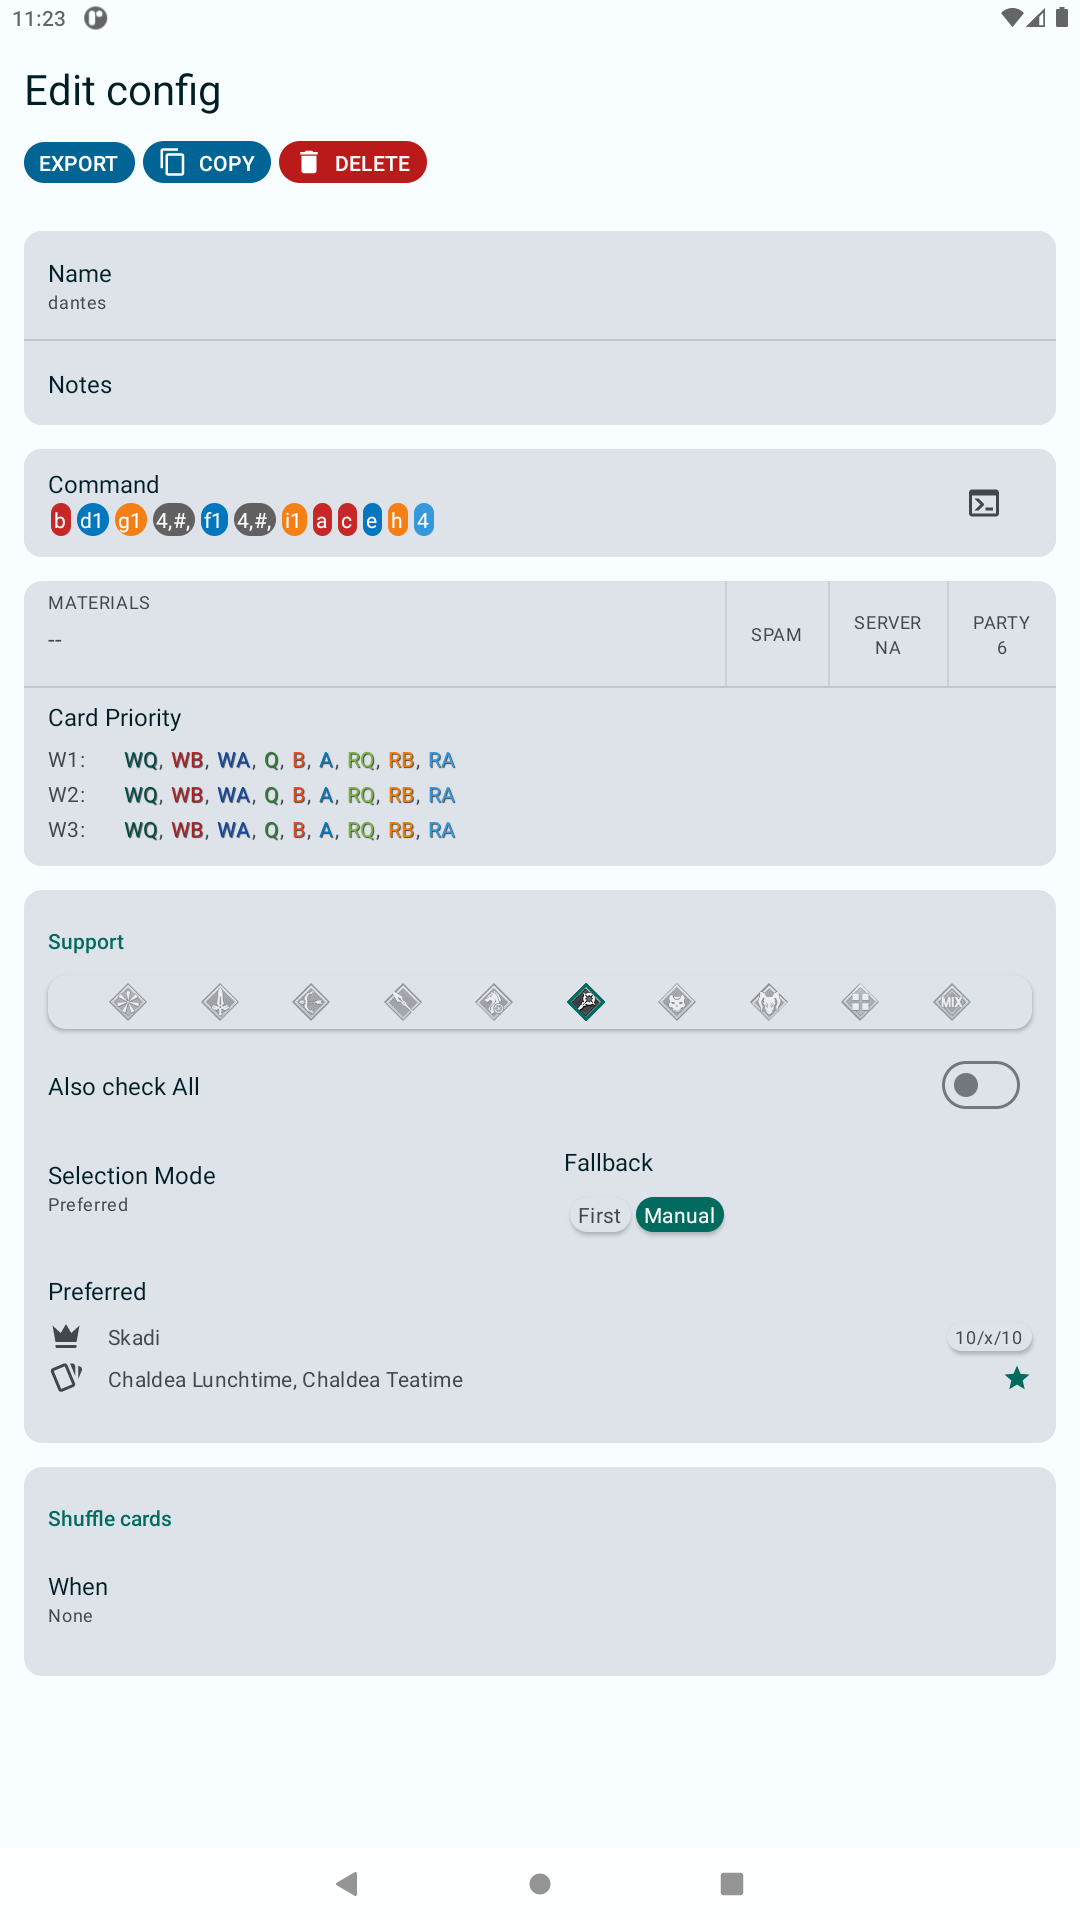 11:23
Edit config
EXPORT COPY DELETE
Name
dantes
Notes
Command
b d1 g1 4,#, f1 4,#, i1 a c e h 4
MATERIALS
--
SPAM
SERVER
NA
PARTY
6
Card Priority
W1: WQ, WB, WA, Q, B, A, RQ, RB, RA
W2: WQ, WB, WA, Q, B, A, RQ, RB, RA
W3: WQ, WB, WA, Q, B, A, RQ, RB, RA
Support
MIX
Also check All
Selection Mode
Preferred
Fallback
First Manual
Preferred
Skadi 10/x/10
Chaldea Lunchtime, Chaldea Teatime
Shuffle cards
When
None